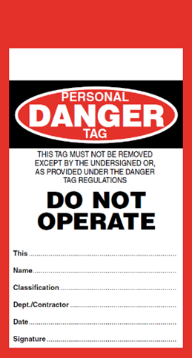 PERSONAL
DANGER
TAG
THIS TAG MUST NOT BE REMOVED
EXCEPT BY THE UNDERSIGNED OR,
AS PROVIDED UNDER THE DANGER
TAG REGULATIONS
DO NOT
OPERATE
This
Name
Classification
Dept./Contractor
Date
Signature